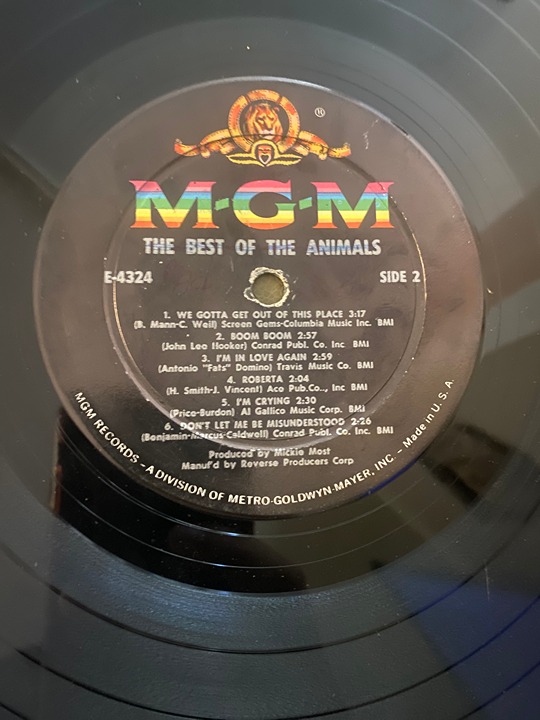 ®
M-G-M
THE BEST OF THE ANIMALS
E-4324 SIDE 2
1. WE GOTTA GET OUT OF THIS PLACE 3:17
(B. Mann-C. Weil) Screen Gems-Columbia Music Inc. BMI
2. BOOM BOOM 2:57
(John Lee Hooker) Conrad Publ. Co. Inc BMI
3. I'M IN LOVE AGAIN 2:59
(Antonio "Fats" Domino) Travis Music Co. BMI
4. ROBERTA 2:04
(H. Smith-J. Vincent) Ace Pub.Co., Inc BMI
5. I'M CRYING 2:30
(Price-Burdon) Al Gallico Music Corp. BMI
6. DON'T LET ME BE MISUNDERSTOOD 2:26
(Benjamin-Marcus-Caldwell) Conrad Publ. Co. Inc. BMI
Produced by Mickie Most
Manuf'd by Reverse Producers Corp
MGM RECORDS - A DIVISION OF METRO-GOLDWYN-MAYER, INC. - Made in U.S.A.